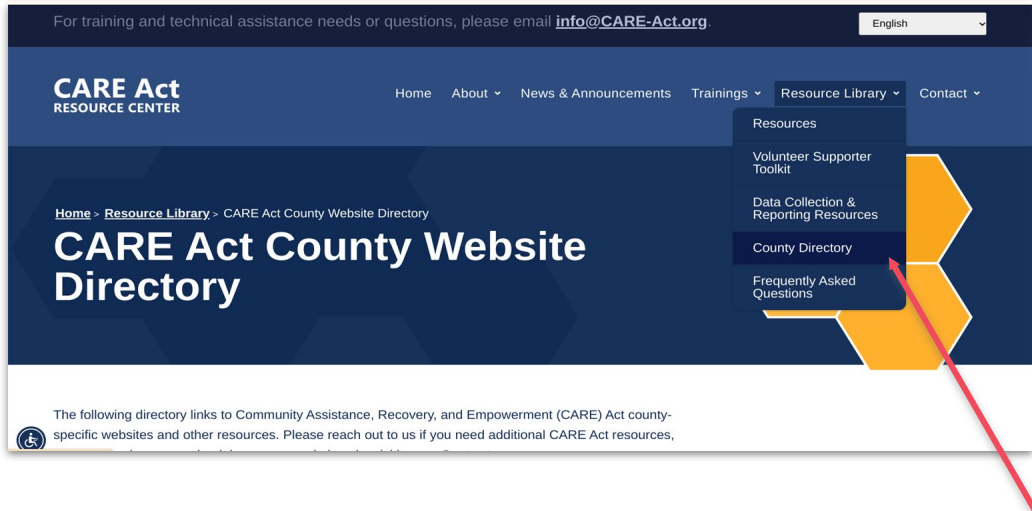 For training and technical assistance needs or questions, please email info@CARE-Act.org.
English
CARE Act
RESOURCE CENTER
Home About News & Announcements Trainings Resource Library Contact
Resources
Volunteer Supporter
Toolkit
Data Collection &
Reporting Resources
County Directory
Frequently Asked
Questions
Home > Resource Library > CARE Act County Website Directory
CARE Act County Website
Directory
The following directory links to Community Assistance, Recovery, and Empowerment (CARE) Act county-
specific websites and other resources. Please reach out to us if you need additional CARE Act resources,